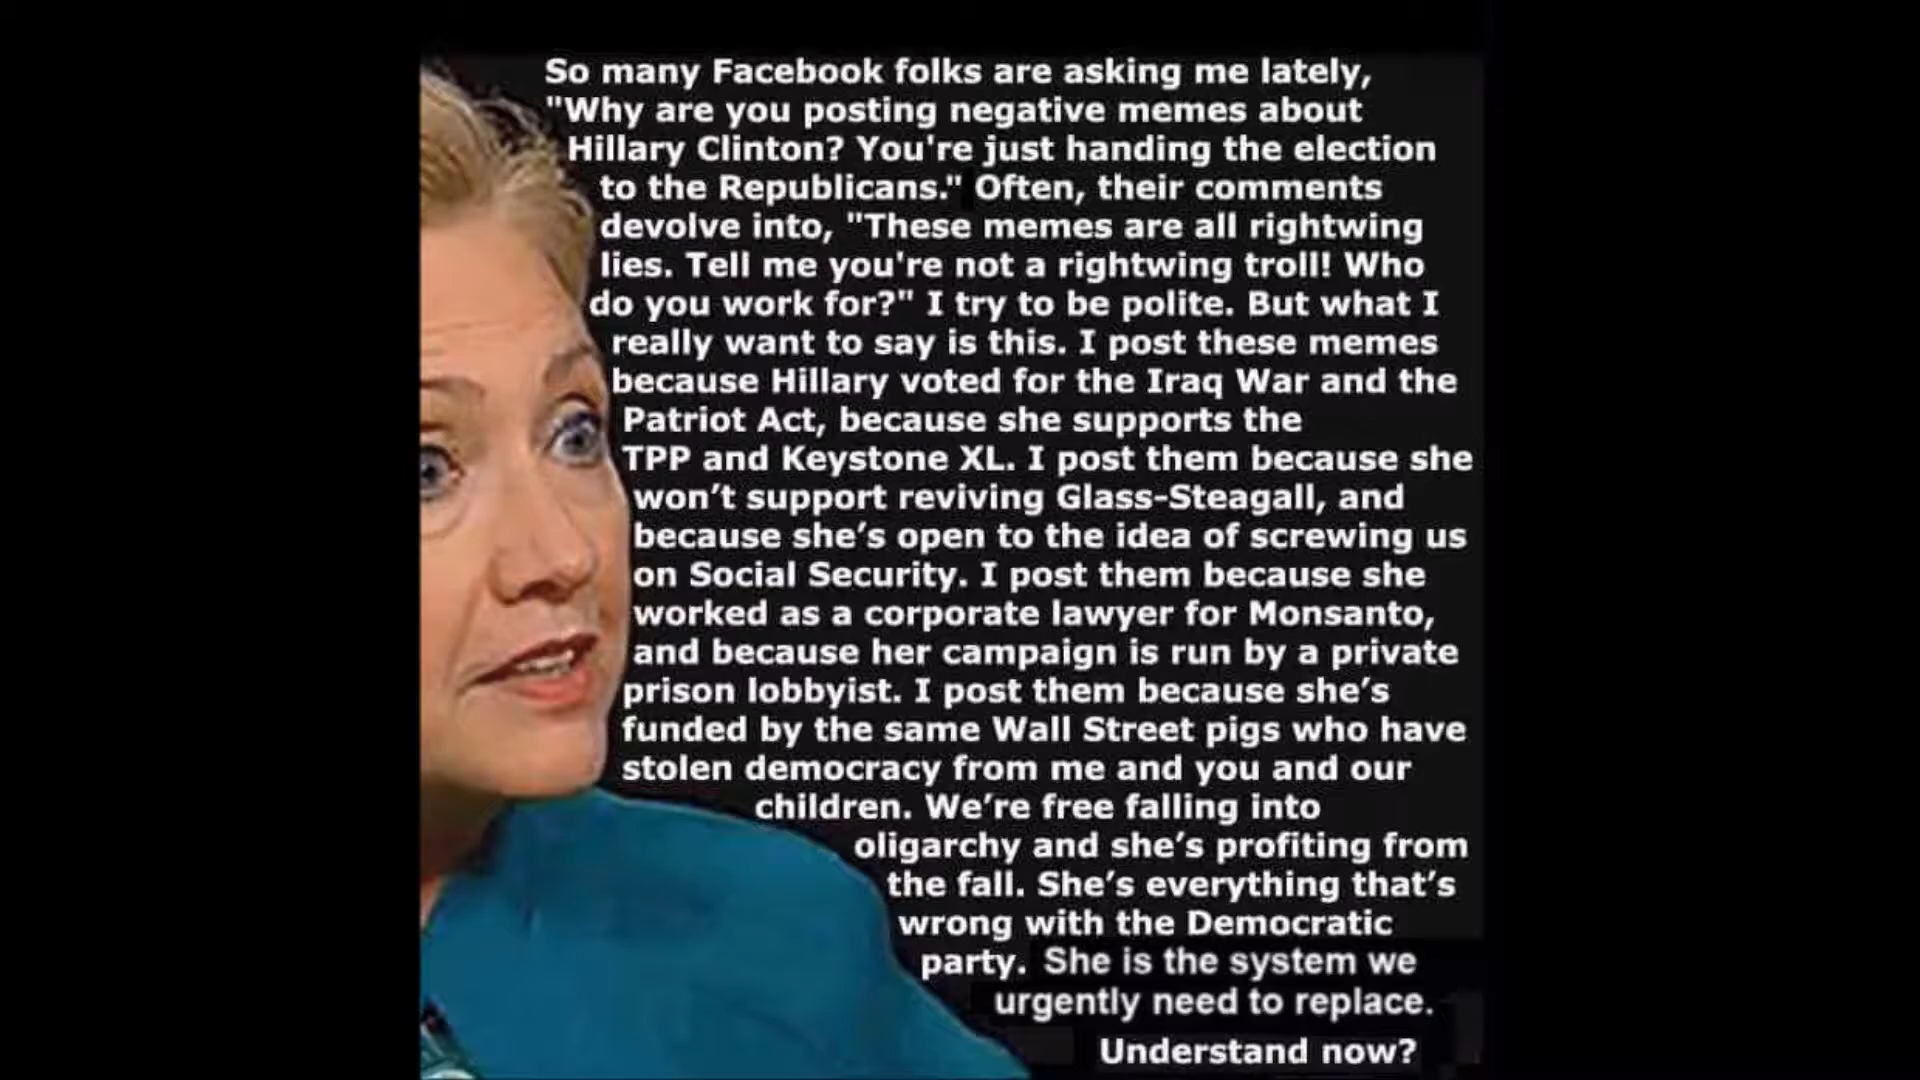 So many Facebook folks are asking me lately,
"Why are you posting negative memes about
Hillary Clinton? You're just handing the election
to the Republicans." Often, their comments
devolve into, "These memes are all rightwing
lies. Tell me you're not a rightwing troll! Who
do you work for?" I try to be polite. But what I
really want to say is this. I post these memes
because Hillary voted for the Iraq War and the
Patriot Act, because she supports the
TPP and Keystone XL. I post them because she
won’t support reviving Glass-Steagall, and
because she’s open to the idea of screwing us
on Social Security. I post them because she
worked as a corporate lawyer for Monsanto,
and because her campaign is run by a private
prison lobbyist. I post them because she’s
funded by the same Wall Street pigs who have
stolen democracy from me and you and our
children. We’re free falling into
oligarchy and she’s profiting from
the fall. She’s everything that’s
wrong with the Democratic
party. She is the system we
urgently need to replace.
Understand now?